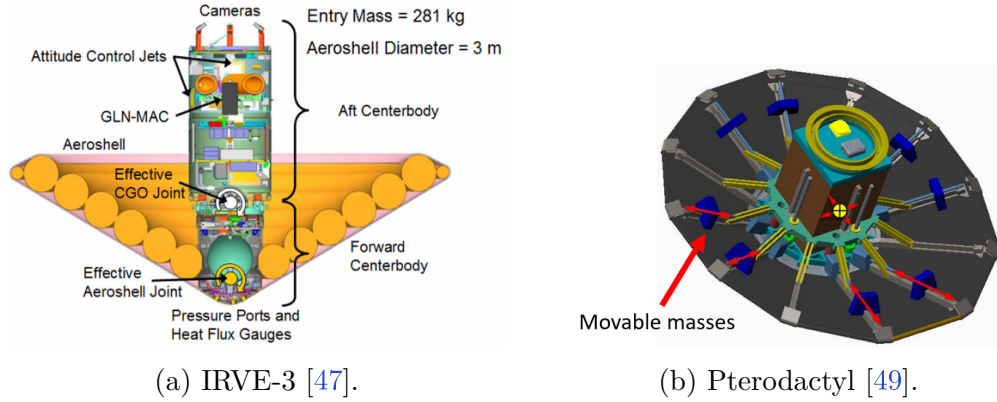 Cameras
Entry Mass = 281 kg
Aeroshell Diameter = 3 m
Attitude Control Jets
GLN-MAC
Aft Centerbody
Aeroshell
Effective
CGO Joint
Forward
Centerbody
Effective
Aeroshell Joint
Pressure Ports and
Heat Flux Gauges
Movable masses
(a) IRVE-3 [47].
(b) Pterodactyl [49].